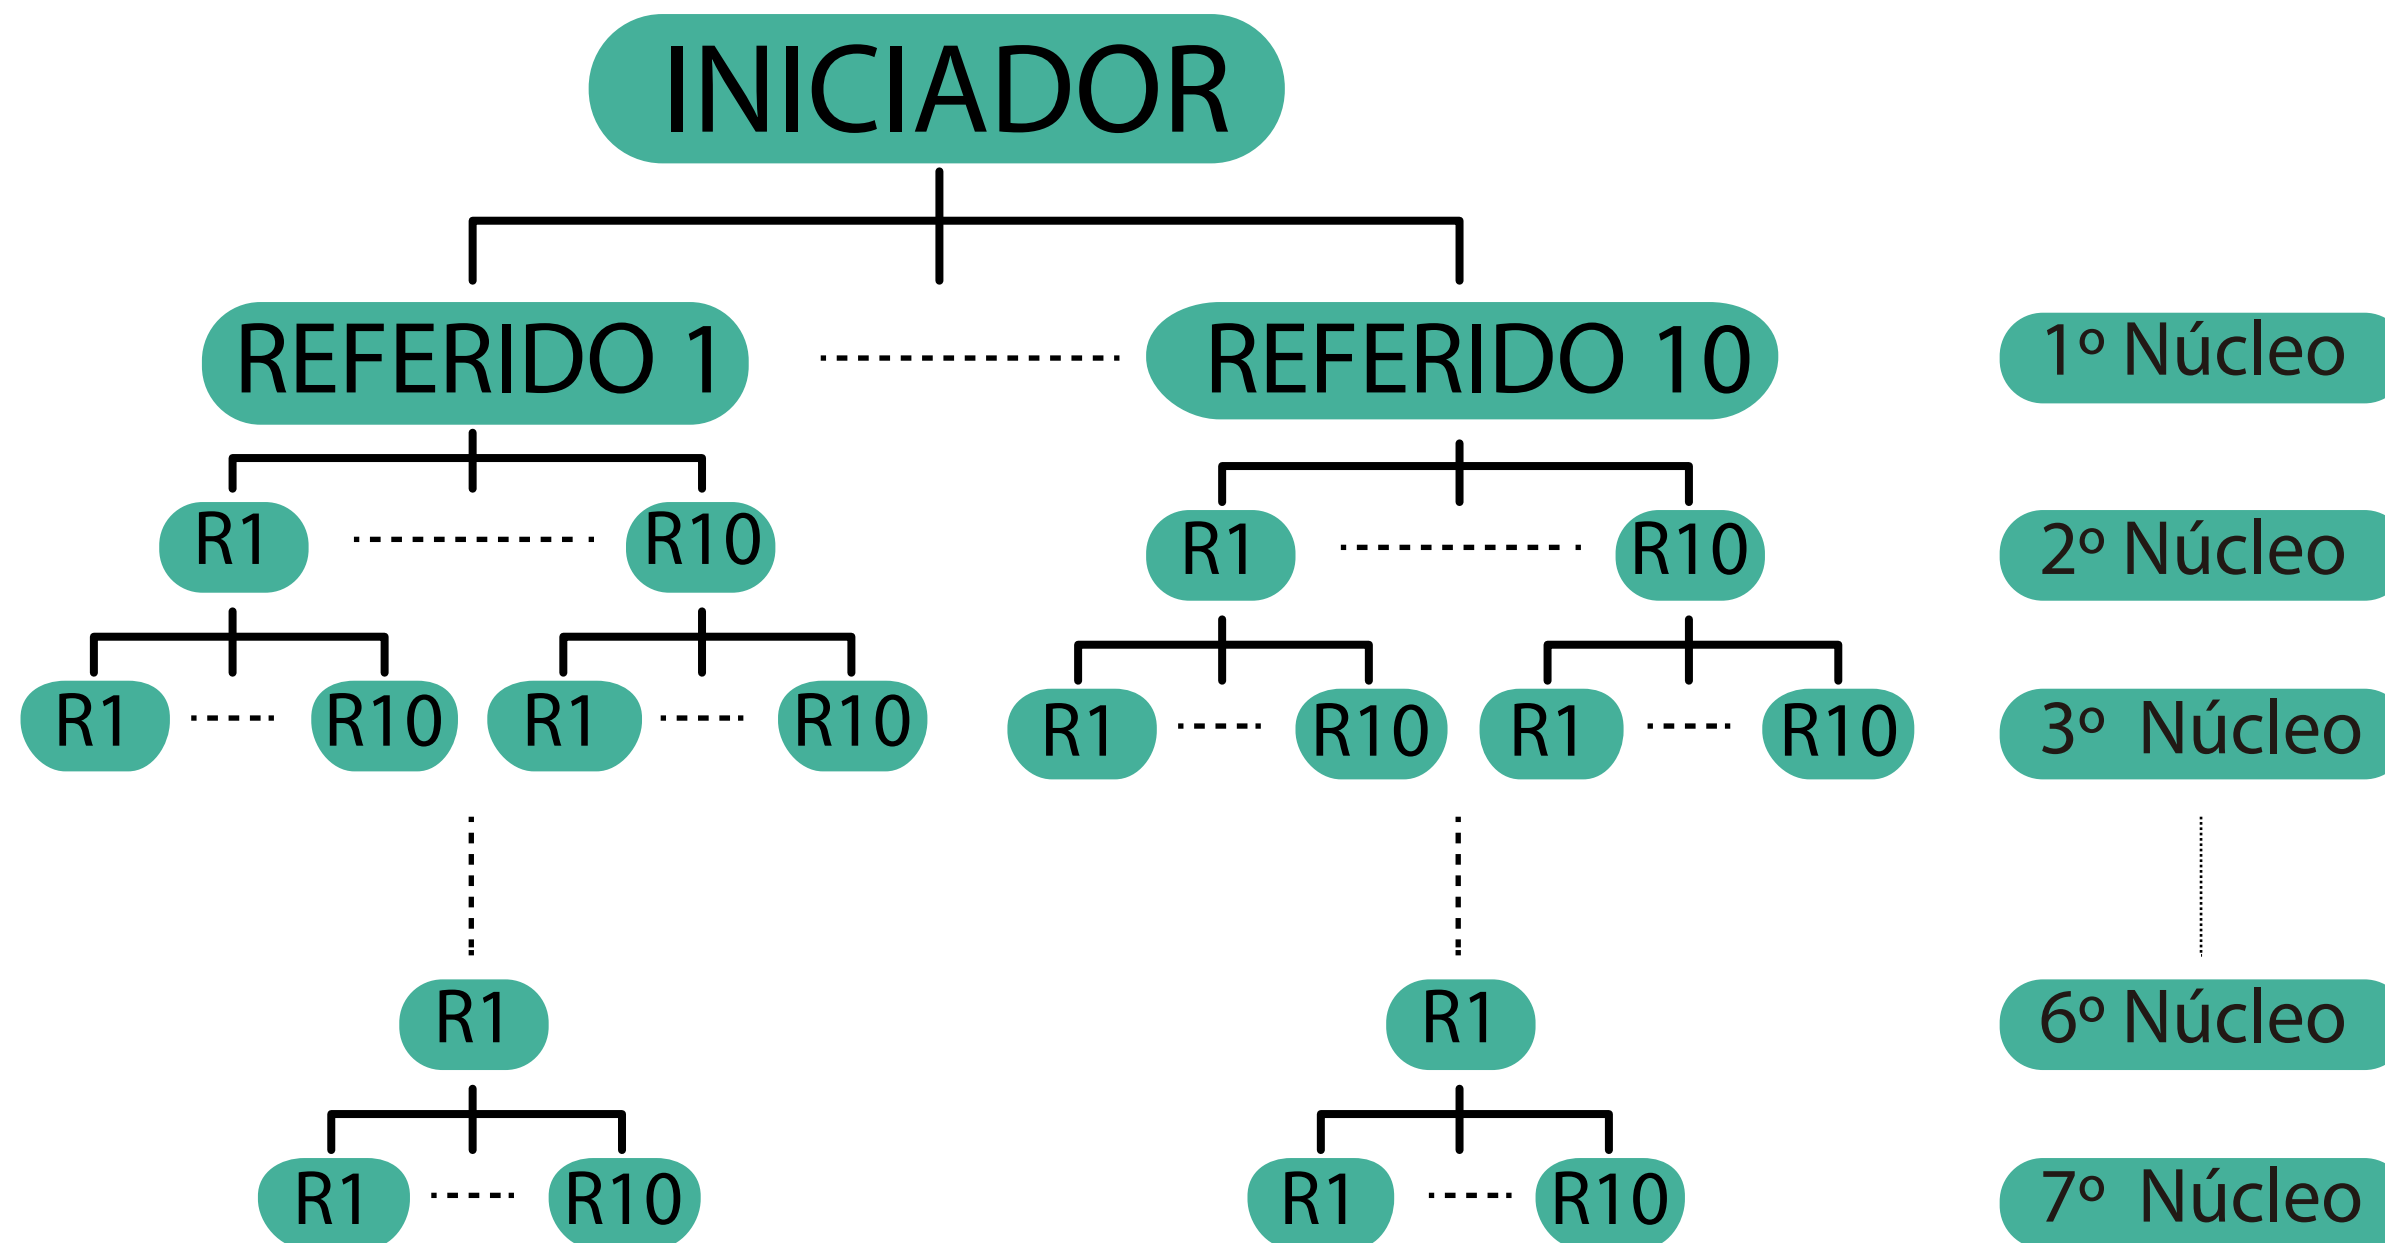 INICIADOR
REFERIDO 1 REFERIDO 10 1º Núcleo
R1 R10 R1 R10 2º Núcleo
R1 R10 R1 R10 R1 R10 R1 R10 3º Núcleo
R1 R1 6º Núcleo
R1 R10 R1 R10 7º Núcleo